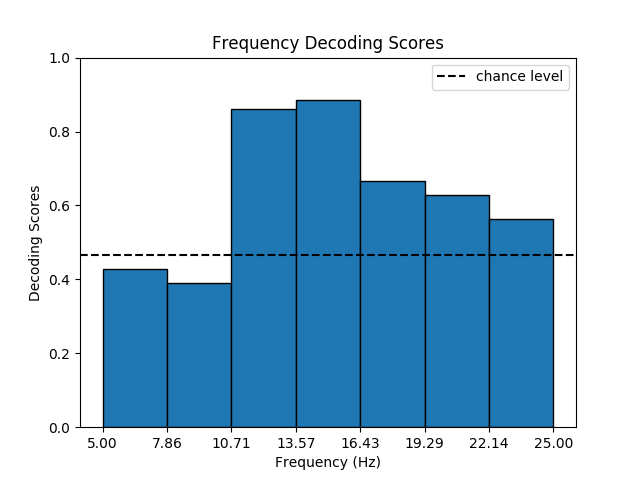 Frequency Decoding Scores
chance level
1.0
0.8
0.6
0.4
0.2
0.0
Decoding Scores
5.00 7.86 10.71 13.57 16.43 19.29 22.14 25.00
Frequency (Hz)